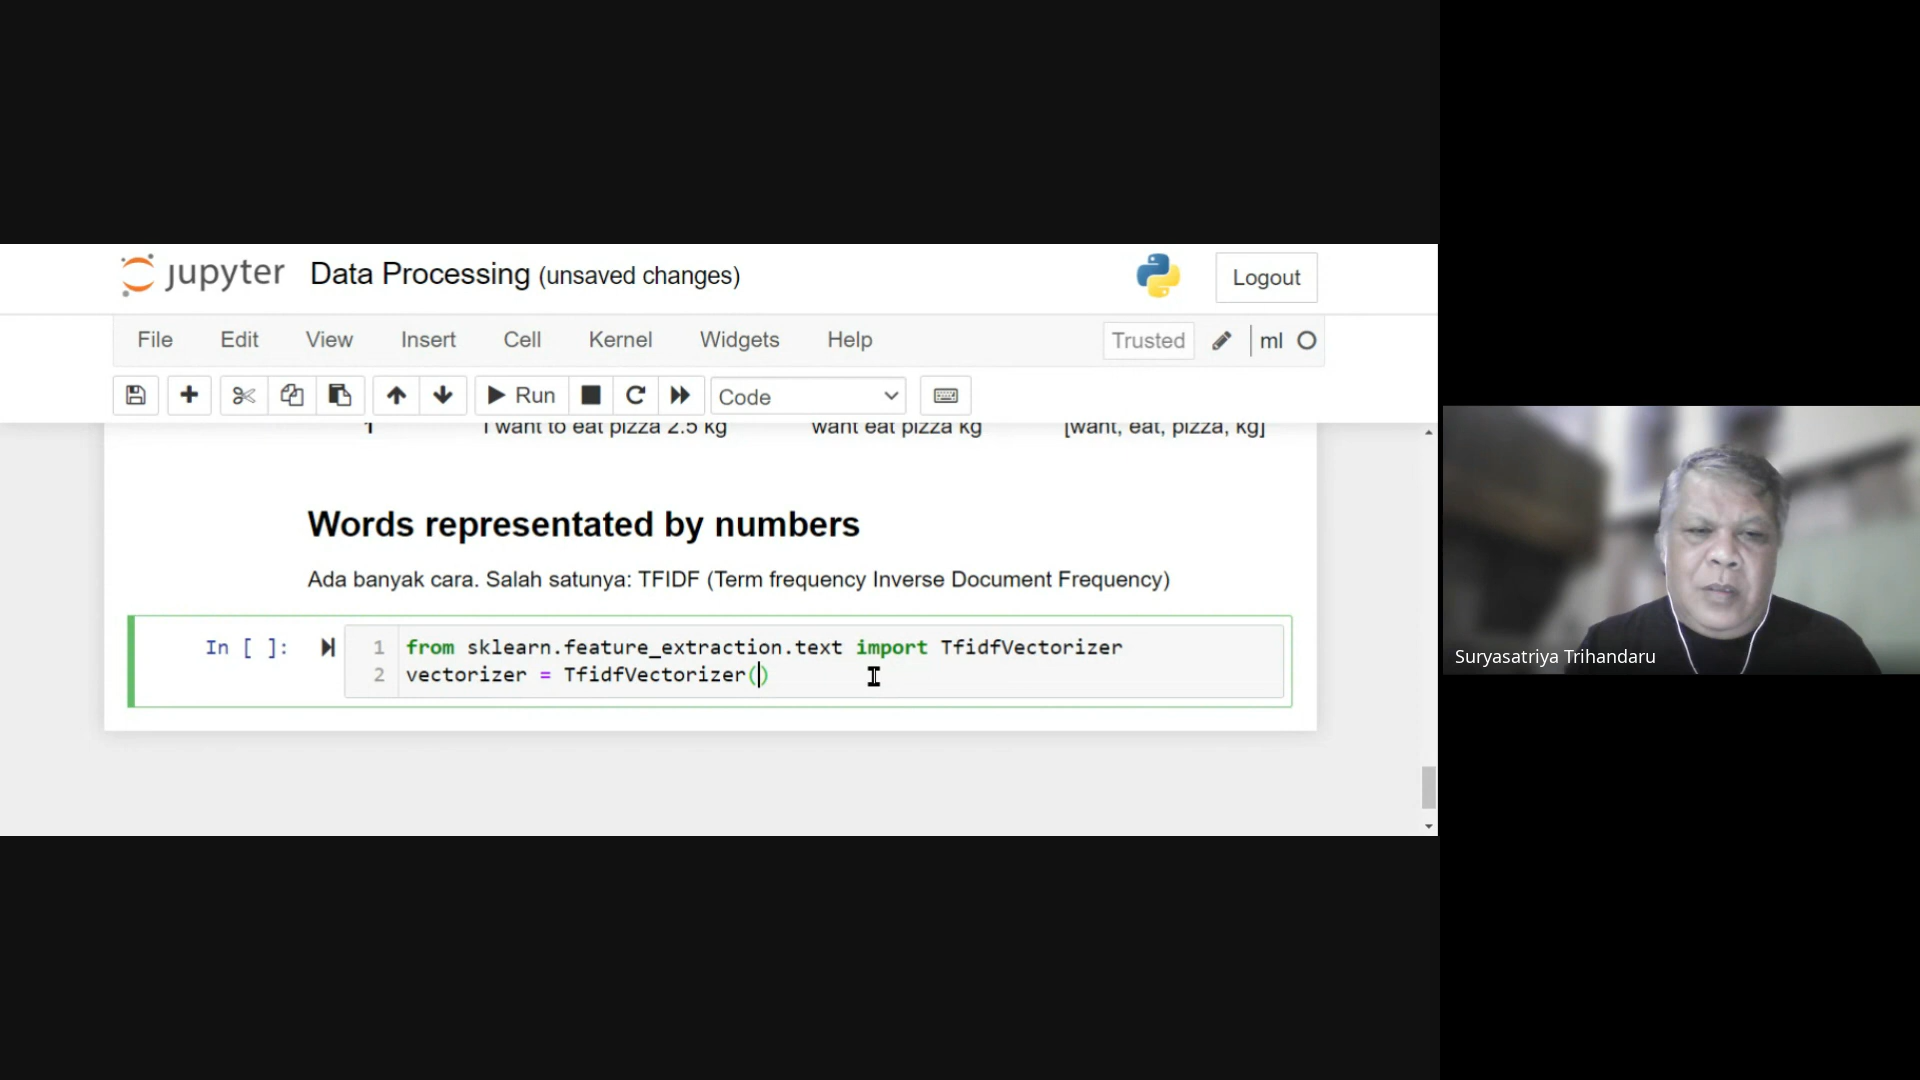 jupyter Data Processing (unsaved changes) Logout
File Edit View Insert Cell Kernel Widgets Help Trusted ml
Run Code
1 I want to eat pizza 2.5 kg want eat pizza kg [want, eat, pizza, kg]
Words representated by numbers
Ada banyak cara. Salah satunya: TFIDF (Term frequency Inverse Document Frequency)
In [ ]: 1 from sklearn.feature_extraction.text import TfidfVectorizer
2 vectorizer = TfidfVectorizer()
Suryasatriya Trihandaru